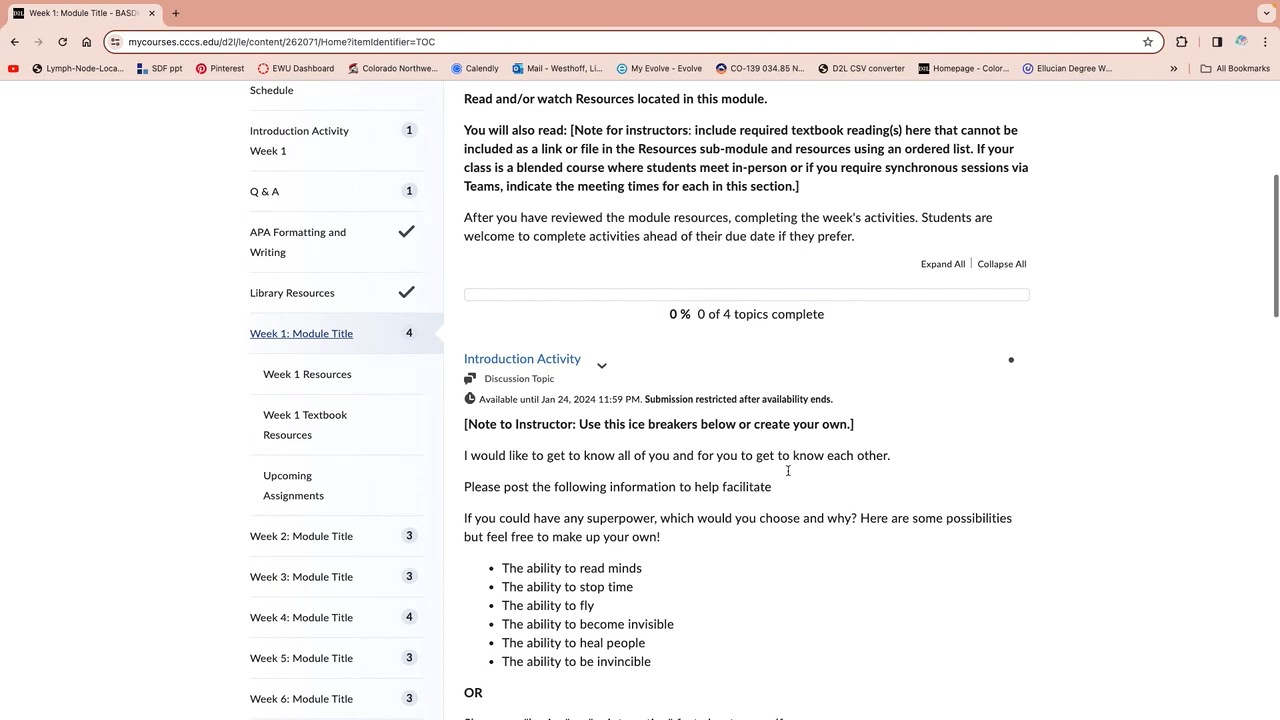 Week 1: Module Title - BASD
mycourses.cccs.edu/d2l/le/content/262071/Home?itemIdentifier=TOC
Lymph-Node-Loca... SDF ppt Pinterest EWU Dashboard Colorado Northwe... Calendly Mail - Westhoff, Li... My Evolve - Evolve CO-139 034.85 N... D2L CSV converter Homepage - Color... Ellucian Degree W... » All Bookmarks
Schedule
Introduction Activity 1
Week 1
Q & A 1
APA Formatting and
Writing
Library Resources
Week 1: Module Title 4
Week 1 Resources
Week 1 Textbook
Resources
Upcoming
Assignments
Week 2: Module Title 3
Week 3: Module Title 3
Week 4: Module Title 4
Week 5: Module Title 3
Week 6: Module Title 3
Read and/or watch Resources located in this module.
You will also read: [Note for instructors: include required textbook reading(s) here that cannot be
included as a link or file in the Resources sub-module and resources using an ordered list. If your
class is a blended course where students meet in-person or if you require synchronous sessions via
Teams, indicate the meeting times for each in this section.]
After you have reviewed the module resources, completing the week's activities. Students are
welcome to complete activities ahead of their due date if they prefer.
Expand All | Collapse All
0 % 0 of 4 topics complete
Introduction Activity
Discussion Topic
Available until Jan 24, 2024 11:59 PM. Submission restricted after availability ends.
[Note to Instructor: Use this ice breakers below or create your own.]
I would like to get to know all of you and for you to get to know each other.
Please post the following information to help facilitate
If you could have any superpower, which would you choose and why? Here are some possibilities
but feel free to make up your own!
• The ability to read minds
• The ability to stop time
• The ability to fly
• The ability to become invisible
• The ability to heal people
• The ability to be invincible
OR